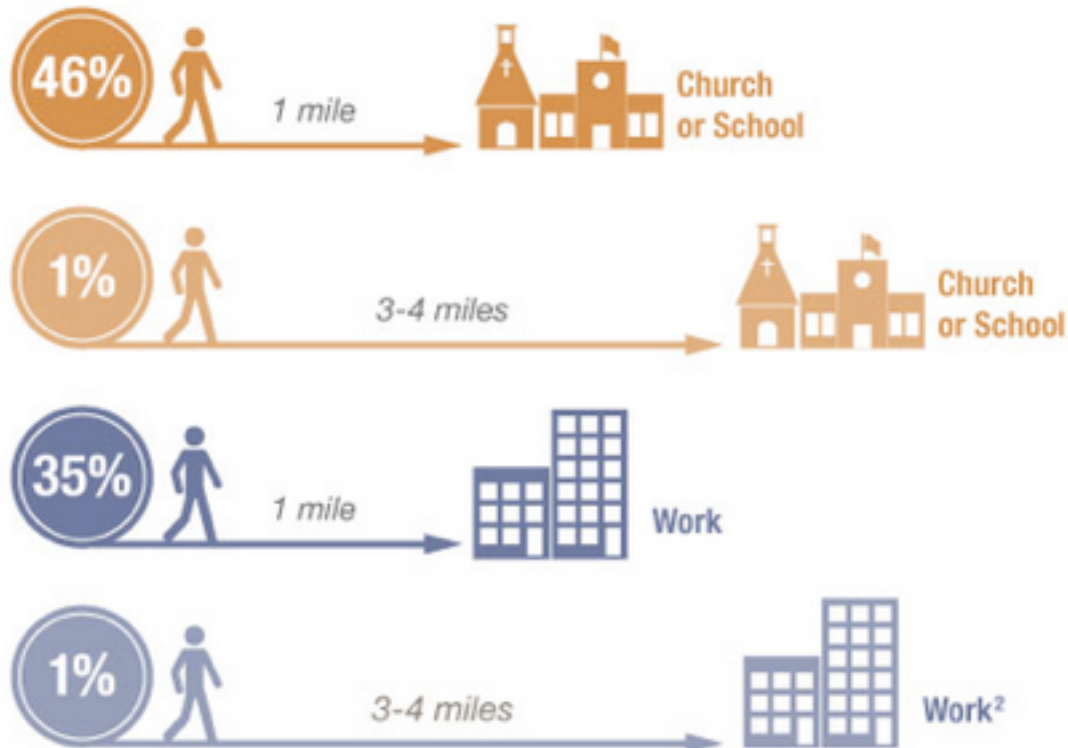 46%
1 mile
Church
or School
1%
3-4 miles
Church
or School
35%
1 mile
Work
1%
3-4 miles
Work²